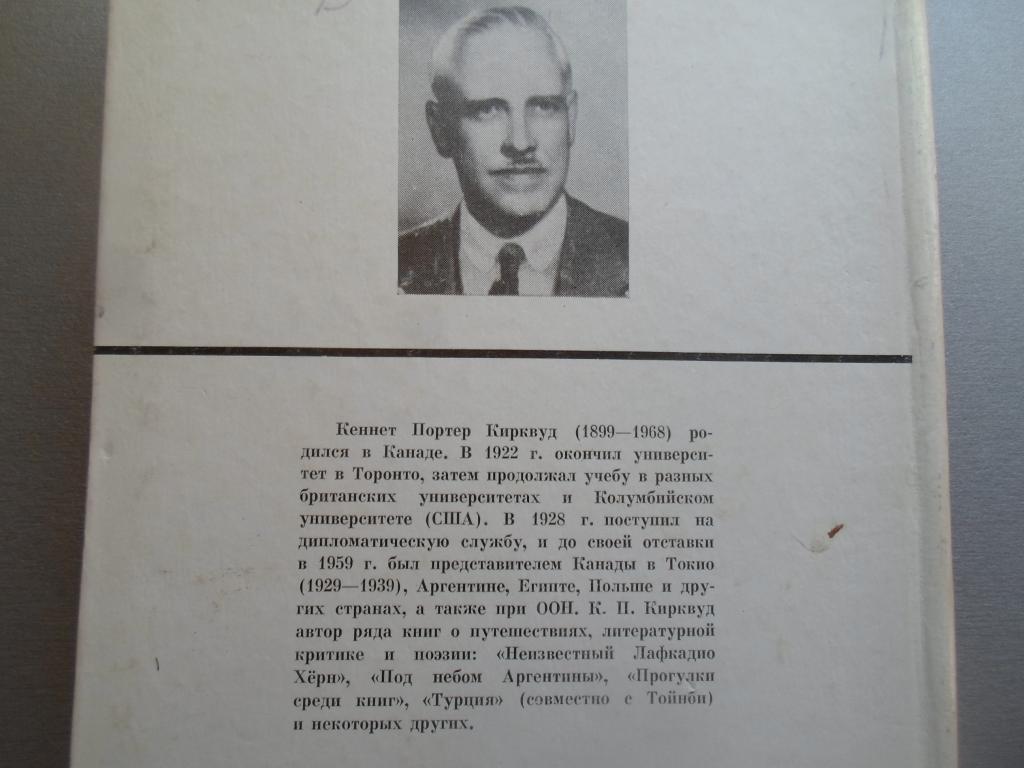 Кеннет Портер Кирквуд (1899—1968) ро-
дился в Канаде. В 1922 г. окончил универси-
тет в Торонто, затем продолжал учебу в разных
британских университетах и Колумбийском
университете (США). В 1928 г. поступил на
дипломатическую службу, и до своей отставки
в 1959 г. был представителем Канады в Токио
(1929—1939), Аргентине, Египте, Польше и дру-
гих странах, а также при ООН. К. П. Кирквуд
автор ряда книг о путешествиях, литературной
критике и поэзии: «Неизвестный Лафкадио
Хёрн», «Под небом Аргентины», «Прогулки
среди книг», «Турция» (совместно с Тойнби)
и некоторых других.